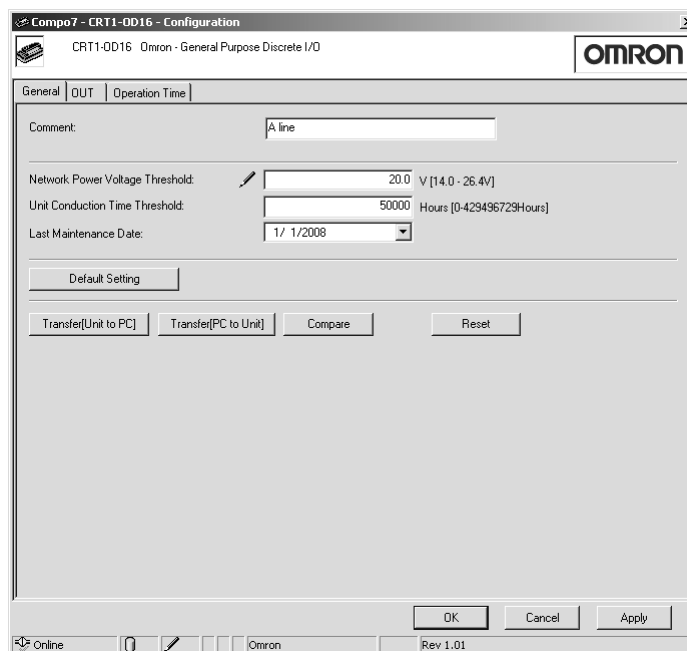 Compo7 - CRT1-OD16 - Configuration
CRT1-OD16 Omron - General Purpose Discrete I/O
OMRON
General OUT Operation Time
Comment: A line
Network Power Voltage Threshold: 20.0 V [14.0 - 26.4V]
Unit Conduction Time Threshold: 50000 Hours [0-429496729Hours]
Last Maintenance Date: 1/ 1/2008
Default Setting
Transfer[Unit to PC] Transfer[PC to Unit] Compare Reset
OK Cancel Apply
Online Omron Rev 1.01